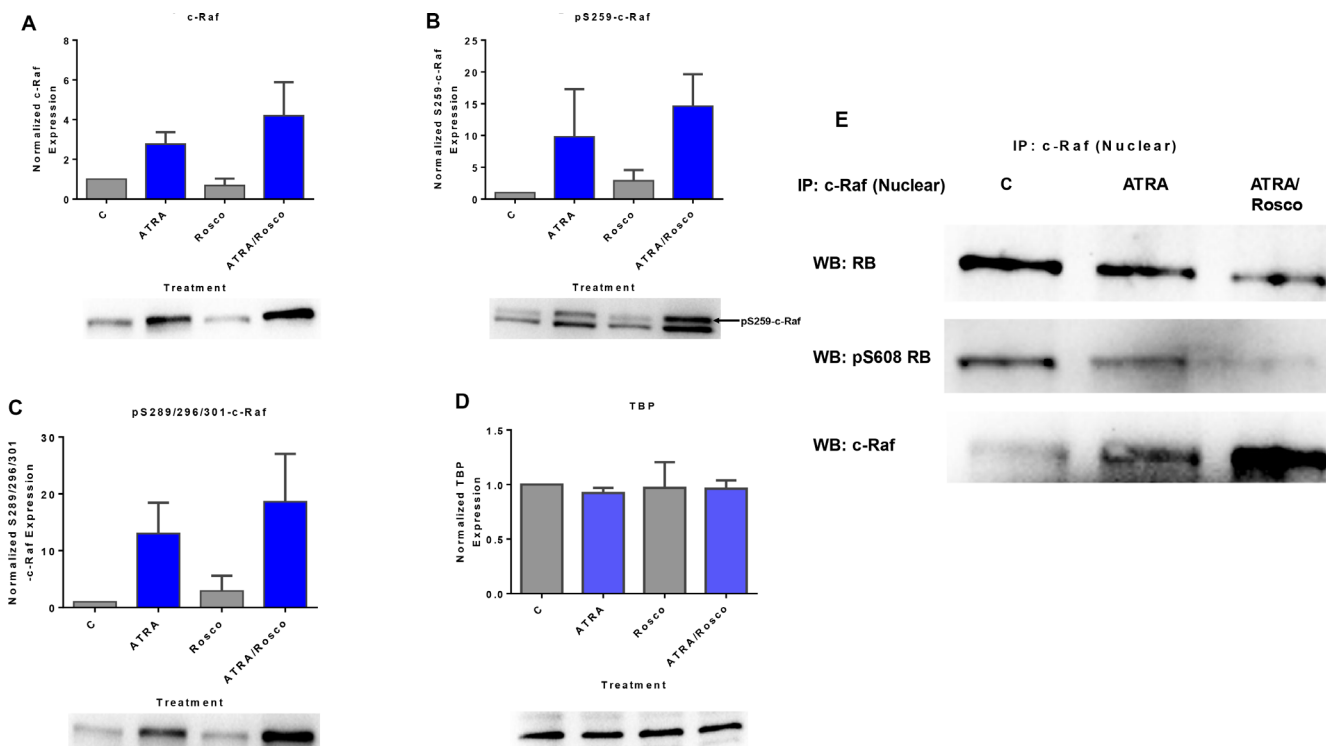 A
c-Raf
Normalized c-Raf
Expression
8
6
4
2
0
C
ATRA
Rosco
ATRA/Rosco
Treatment
B
pS259-c-Raf
Normalized S259-c-Raf
Expression
25
20
15
10
5
0
C
ATRA
Rosco
ATRA/Rosco
Treatment
pS259-c-Raf
C
pS289/296/301-c-Raf
Normalized S289/296/301
-c-Raf Expression
30
20
10
0
C
ATRA
Rosco
ATRA/Rosco
Treatment
D
TBP
Normalized TBP
Expression
1.5
1.0
0.5
0.0
C
ATRA
Rosco
ATRA/Rosco
Treatment
E
IP: c-Raf (Nuclear)
IP: c-Raf (Nuclear) C ATRA ATRA/
Rosco
WB: RB
WB: pS608 RB
WB: c-Raf